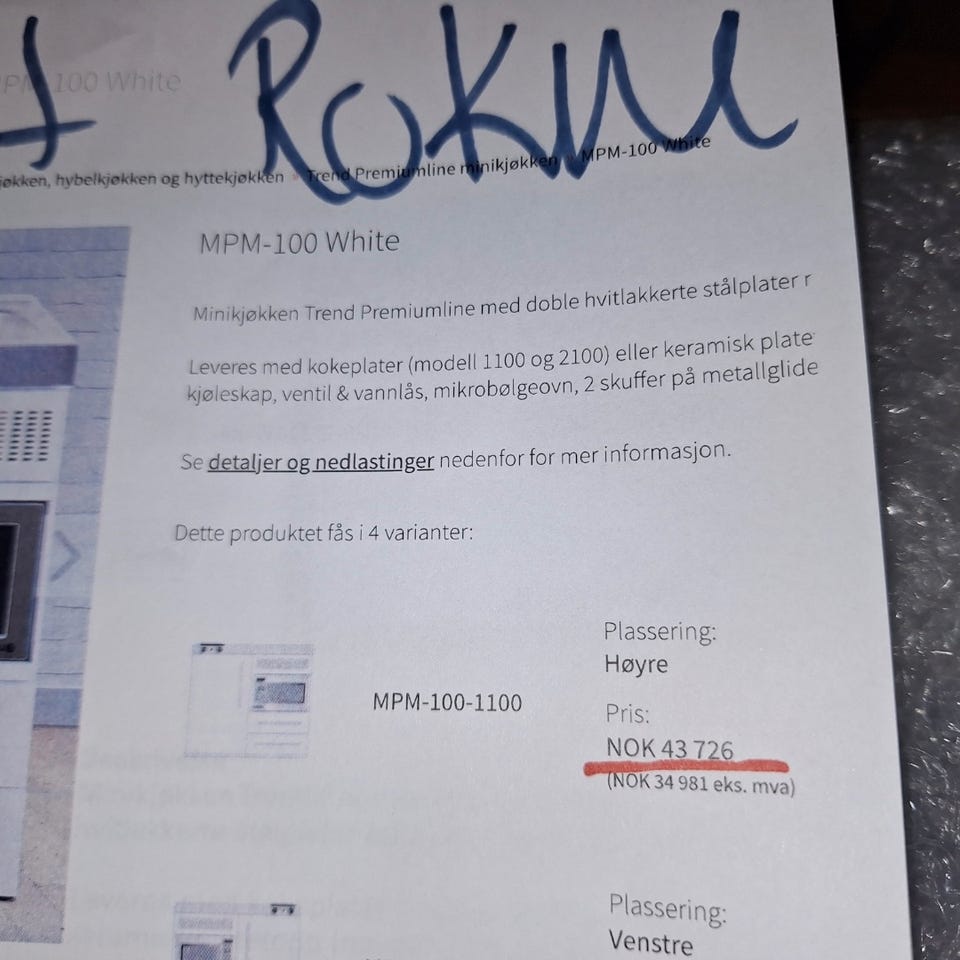 100 White
Rokm
hybelkjøkken og hyttekjøkken » Trend Premiumline minikjøkken » MPM-100 White
MPM-100 White
Minikjøkken Trend Premiumline med doble hvitlakkerte stålplater
Leveres med kokeplater (modell 1100 og 2100) eller keramisk plate
kjøleskap, ventil & vannlås, mikrobølgeovn, 2 skuffer på metallglide
Se detaljer og nedlastinger nedenfor for mer informasjon.
Dette produktet fås i 4 varianter:
Plassering:
Høyre
MPM-100-1100
Pris:
NOK 43 726
(NOK 34 981 eks. mva)
Plassering:
Venstre